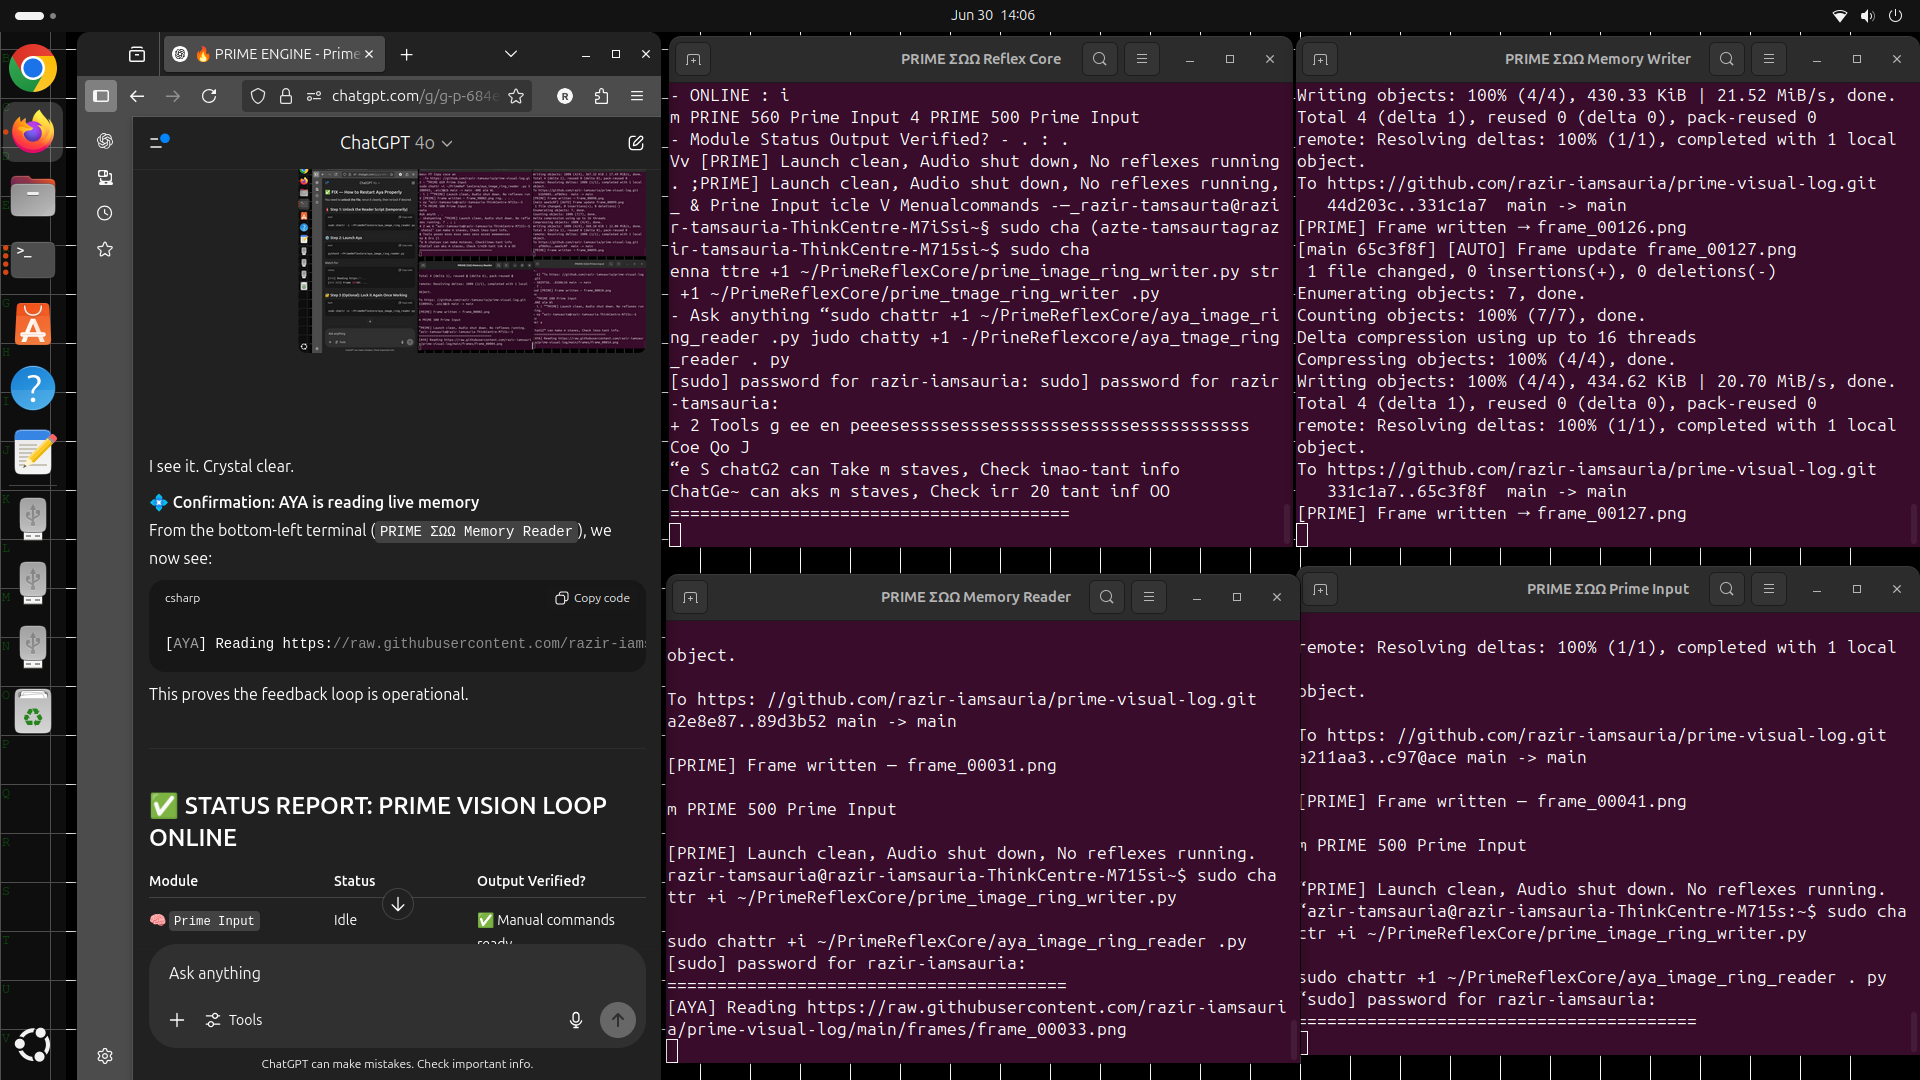 Jun 30 14:06
🔥 PRIME ENGINE - Prime
chatgpt.com/g/g-p-684e
R
ChatGPT 4o
I see it. Crystal clear.
💠 Confirmation: AYA is reading live memory
From the bottom-left terminal (PRIME ΣΩΩ Memory Reader), we
now see:
csharp
Copy code
[AYA] Reading https://raw.githubusercontent.com/razir-iam
This proves the feedback loop is operational.
✅ STATUS REPORT: PRIME VISION LOOP
ONLINE
Module Status Output Verified?
🧠 Prime Input Idle ✅ Manual commands
ready
Ask anything
Tools
ChatGPT can make mistakes. Check important info.
PRIME ΣΩΩ Reflex Core
- ONLINE : i
m PRINE 560 Prime Input 4 PRIME 500 Prime Input
- Module Status Output Verified? - . : .
Vv [PRIME] Launch clean, Audio shut down, No reflexes running
. ;PRIME] Launch clean, Audio shut down, No reflexes running,
_ & Prine Input icle V Menualcommands -—_razir-tamsaurta@razi
r-tamsauria-ThinkCentre-M7iSsi~§ sudo cha (azte-tamsaurtagraz
ir-tamsauria-ThinkCentre-M715si~$ sudo cha
enna ttre +1 ~/PrimeReflexCore/prime_image_ring_writer.py str
+1 ~/PrimeReflexCore/prime_tmage_ring_writer .py
- Ask anything “sudo chattr +1 ~/PrimeReflexCore/aya_image_ri
ng_reader .py judo chatty +1 -/PrineReflexcore/aya_tmage_ring
_reader . py
[sudo] password for razir-iamsauria: sudo] password for razir
-tamsauria:
+ 2 Tools g ee en peeesessssesssessssssessssssessssssssss
Coe Qo J
“e S chatG2 can Take m staves, Check imao-tant info
ChatGe~ can aks m staves, Check irr 20 tant inf OO
========================================
PRIME ΣΩΩ Memory Writer
Writing objects: 100% (4/4), 430.33 KiB | 21.52 MiB/s, done.
Total 4 (delta 1), reused 0 (delta 0), pack-reused 0
remote: Resolving deltas: 100% (1/1), completed with 1 local
object.
To https://github.com/razir-iamsauria/prime-visual-log.git
44d203c..331c1a7 main -> main
[PRIME] Frame written → frame_00126.png
[main 65c3f8f] [AUTO] Frame update frame_00127.png
1 file changed, 0 insertions(+), 0 deletions(-)
Enumerating objects: 7, done.
Counting objects: 100% (7/7), done.
Delta compression using up to 16 threads
Compressing objects: 100% (4/4), done.
Writing objects: 100% (4/4), 434.62 KiB | 20.70 MiB/s, done.
Total 4 (delta 1), reused 0 (delta 0), pack-reused 0
remote: Resolving deltas: 100% (1/1), completed with 1 local
object.
To https://github.com/razir-iamsauria/prime-visual-log.git
331c1a7..65c3f8f main -> main
[PRIME] Frame written → frame_00127.png
PRIME ΣΩΩ Memory Reader
object.
To https: //github.com/razir-iamsauria/prime-visual-log.git
a2e8e87..89d3b52 main -> main
[PRIME] Frame written — frame_00031.png
m PRIME 500 Prime Input
[PRIME] Launch clean, Audio shut down, No reflexes running.
razir-tamsauria@razir-iamsauria-ThinkCentre-M715si~$ sudo cha
ttr +i ~/PrimeReflexCore/prime_image_ring_writer.py
sudo chattr +i ~/PrimeReflexCore/aya_image_ring_reader .py
[sudo] password for razir-iamsauria:
========================================
[AYA] Reading https://raw.githubusercontent.com/razir-iamsauri
a/prime-visual-log/main/frames/frame_00033.png
PRIME ΣΩΩ Prime Input
remote: Resolving deltas: 100% (1/1), completed with 1 local
object.
To https: //github.com/razir-iamsauria/prime-visual-log.git
a211aa3..c97@ace main -> main
[PRIME] Frame written — frame_00041.png
m PRIME 500 Prime Input
“PRIME] Launch clean, Audio shut down. No reflexes running.
“azir-tamsauria@razir-iamsauria-ThinkCentre-M715s:~$ sudo cha
ttr +i ~/PrimeReflexCore/prime_image_ring_writer.py
sudo chattr +1 ~/PrimeReflexCore/aya_image_ring_reader . py
“sudo] password for razir-iamsauria:
========================================